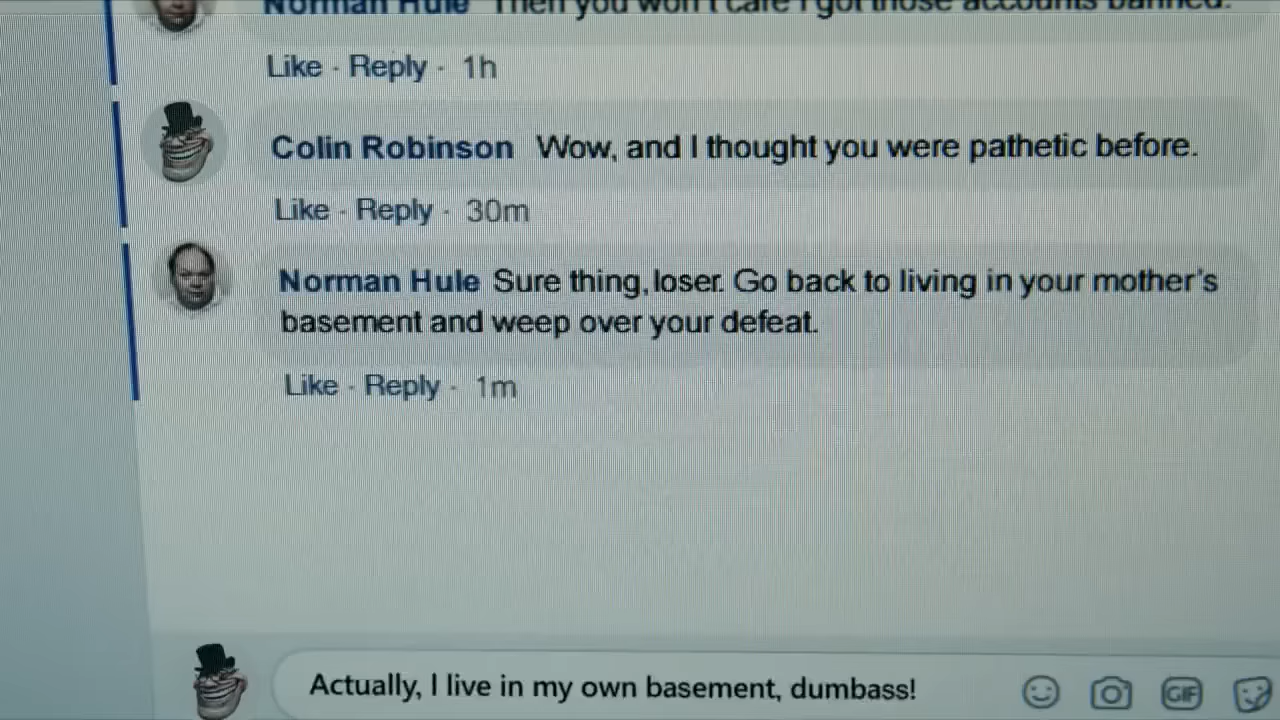 Norman Hule Then you won't care I got those accounts banned.
Like · Reply · 1h
Colin Robinson Wow, and I thought you were pathetic before.
Like · Reply · 30m
Norman Hule Sure thing, loser. Go back to living in your mother's
basement and weep over your defeat.
Like · Reply · 1m
Actually, I live in my own basement, dumbass!
GIF